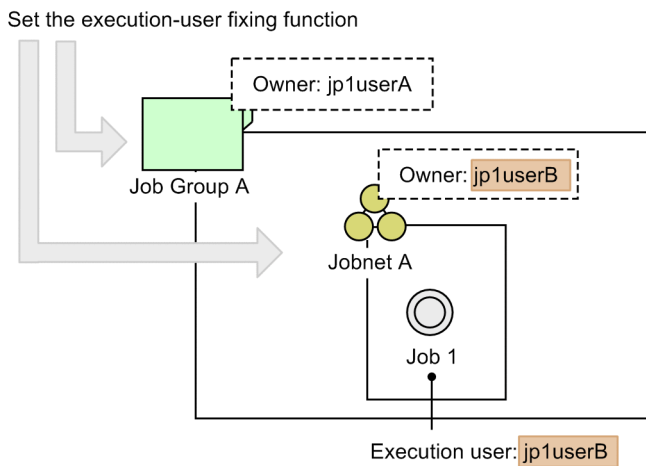 Set the execution-user fixing function
Owner: jp1userA
Job Group A
Owner: jp1userB
Jobnet A
Job 1
Execution user: jp1userB